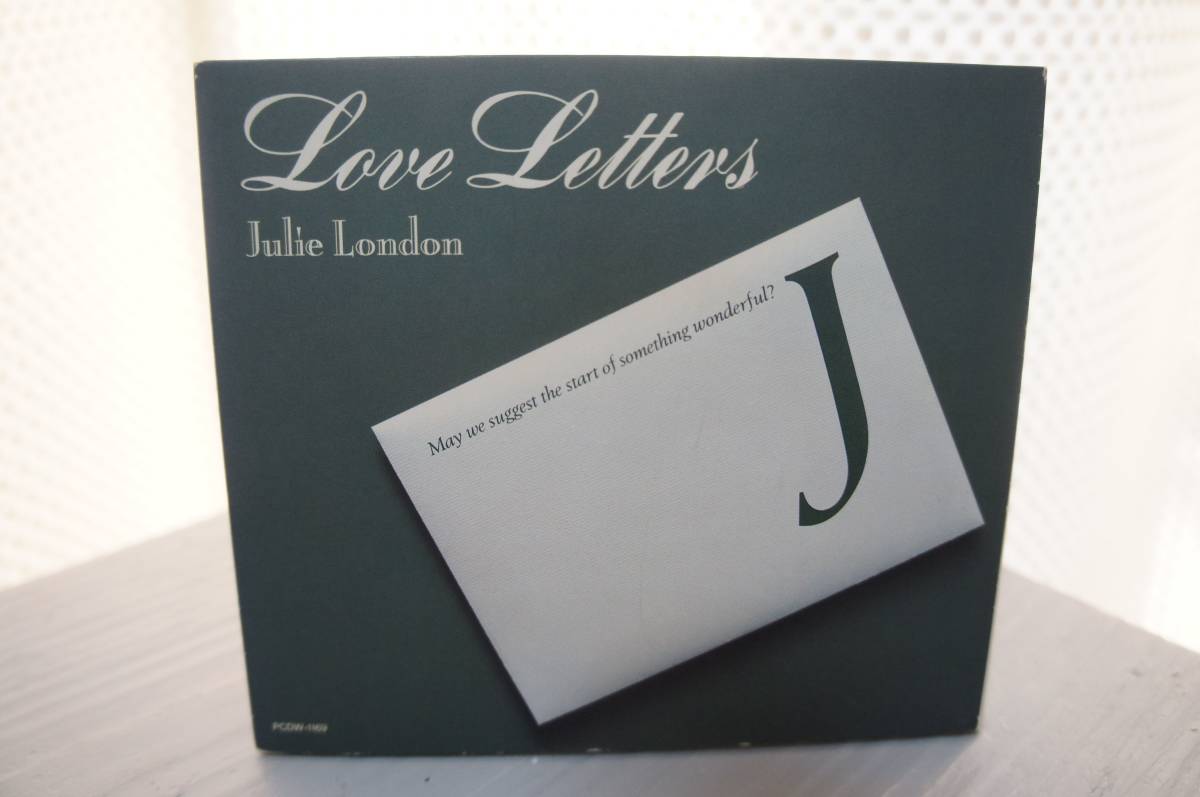 Love Letters
Julie London
May we suggest the start of something wonderful?
J
PCDW-1169